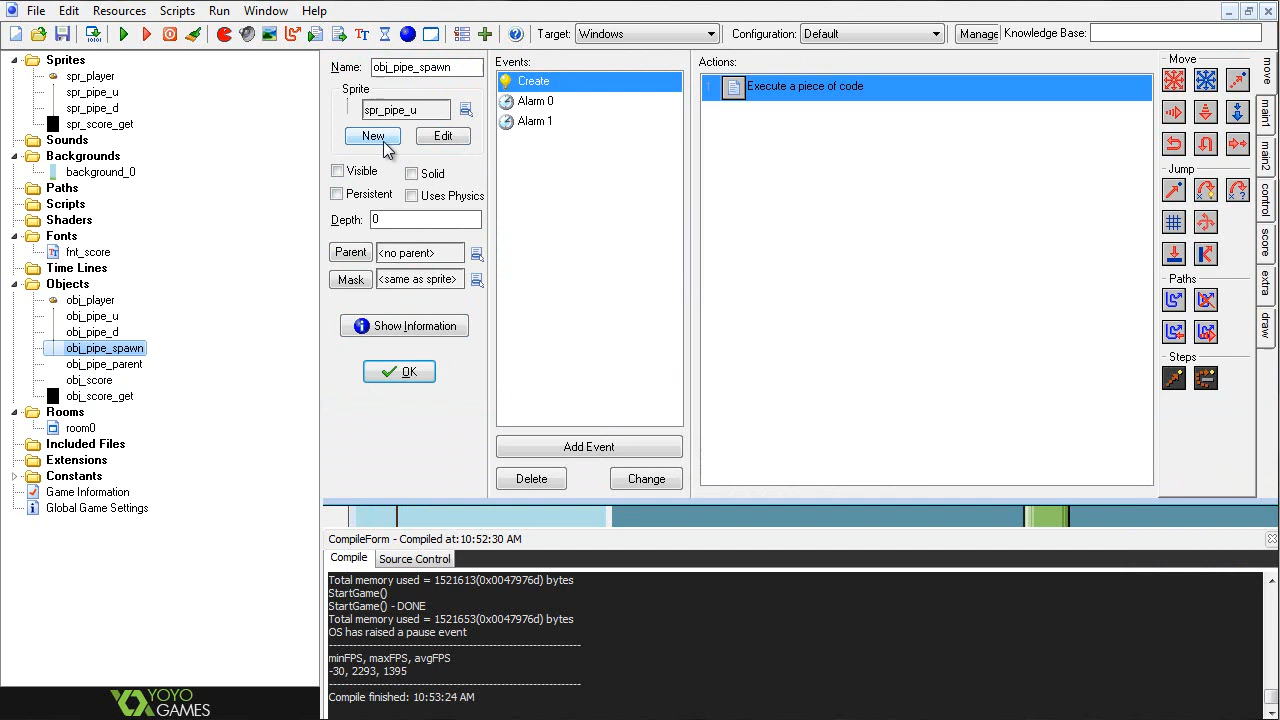 File Edit Resources Scripts Run Window Help
Target: Windows Configuration: Default Manage Knowledge Base:
Sprites
spr_player
spr_pipe_u
spr_pipe_d
spr_score_get
Sounds
Backgrounds
background_0
Paths
Scripts
Shaders
Fonts
fnt_score
Time Lines
Objects
obj_player
obj_pipe_u
obj_pipe_d
obj_pipe_spawn
obj_pipe_parent
obj_score
obj_score_get
Rooms
room0
Included Files
Extensions
Constants
Game Information
Global Game Settings
YOYO
GAMES
Name: obj_pipe_spawn
Sprite
spr_pipe_u
New Edit
Visible Solid
Persistent Uses Physics
Depth: 0
Parent <no parent>
Mask <same as sprite>
Show Information
OK
Events:
Create
Alarm 0
Alarm 1
Add Event
Delete Change
Actions:
Execute a piece of code
Move
Jump
Paths
Steps
move
main1
main2
control
score
extra
draw
CompileForm - Compiled at:10:52:30 AM
Compile Source Control
Total memory used = 1521613(0x0047976d) bytes
StartGame()
StartGame() - DONE
Total memory used = 1521653(0x0047976d) bytes
OS has raised a pause event
minFPS, maxFPS, avgFPS
-30, 2293, 1395
Compile finished: 10:53:24 AM